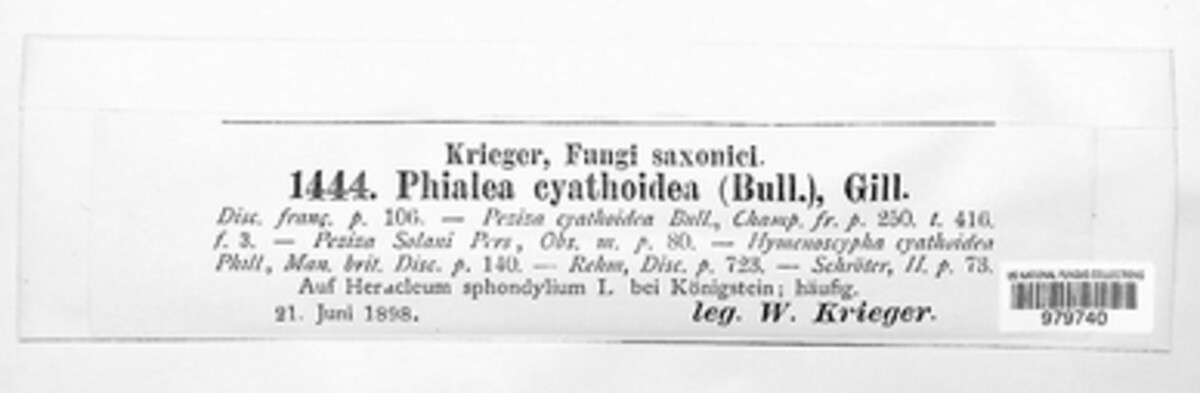 Krieger, Fungi saxonici.
1444. Phialea cyathoidea (Bull.), Gill.
Disc. franç. p. 106. — Peziza cyathoidea Bull., Champ. fr. p. 250. t. 416.
f. 3. — Peziza Solani Pers, Obs. m. p. 80. — Hymenoscypha cyathoidea
Phill, Man. brit. Disc. p. 140. — Rehm, Disc. p. 723. — Schröter, II. p. 73.
Auf Heracleum sphondylium L. bei Königstein; häufig.
21. Juni 1898. leg. W. Krieger.
US NATIONAL FUNGUS COLLECTIONS
979740